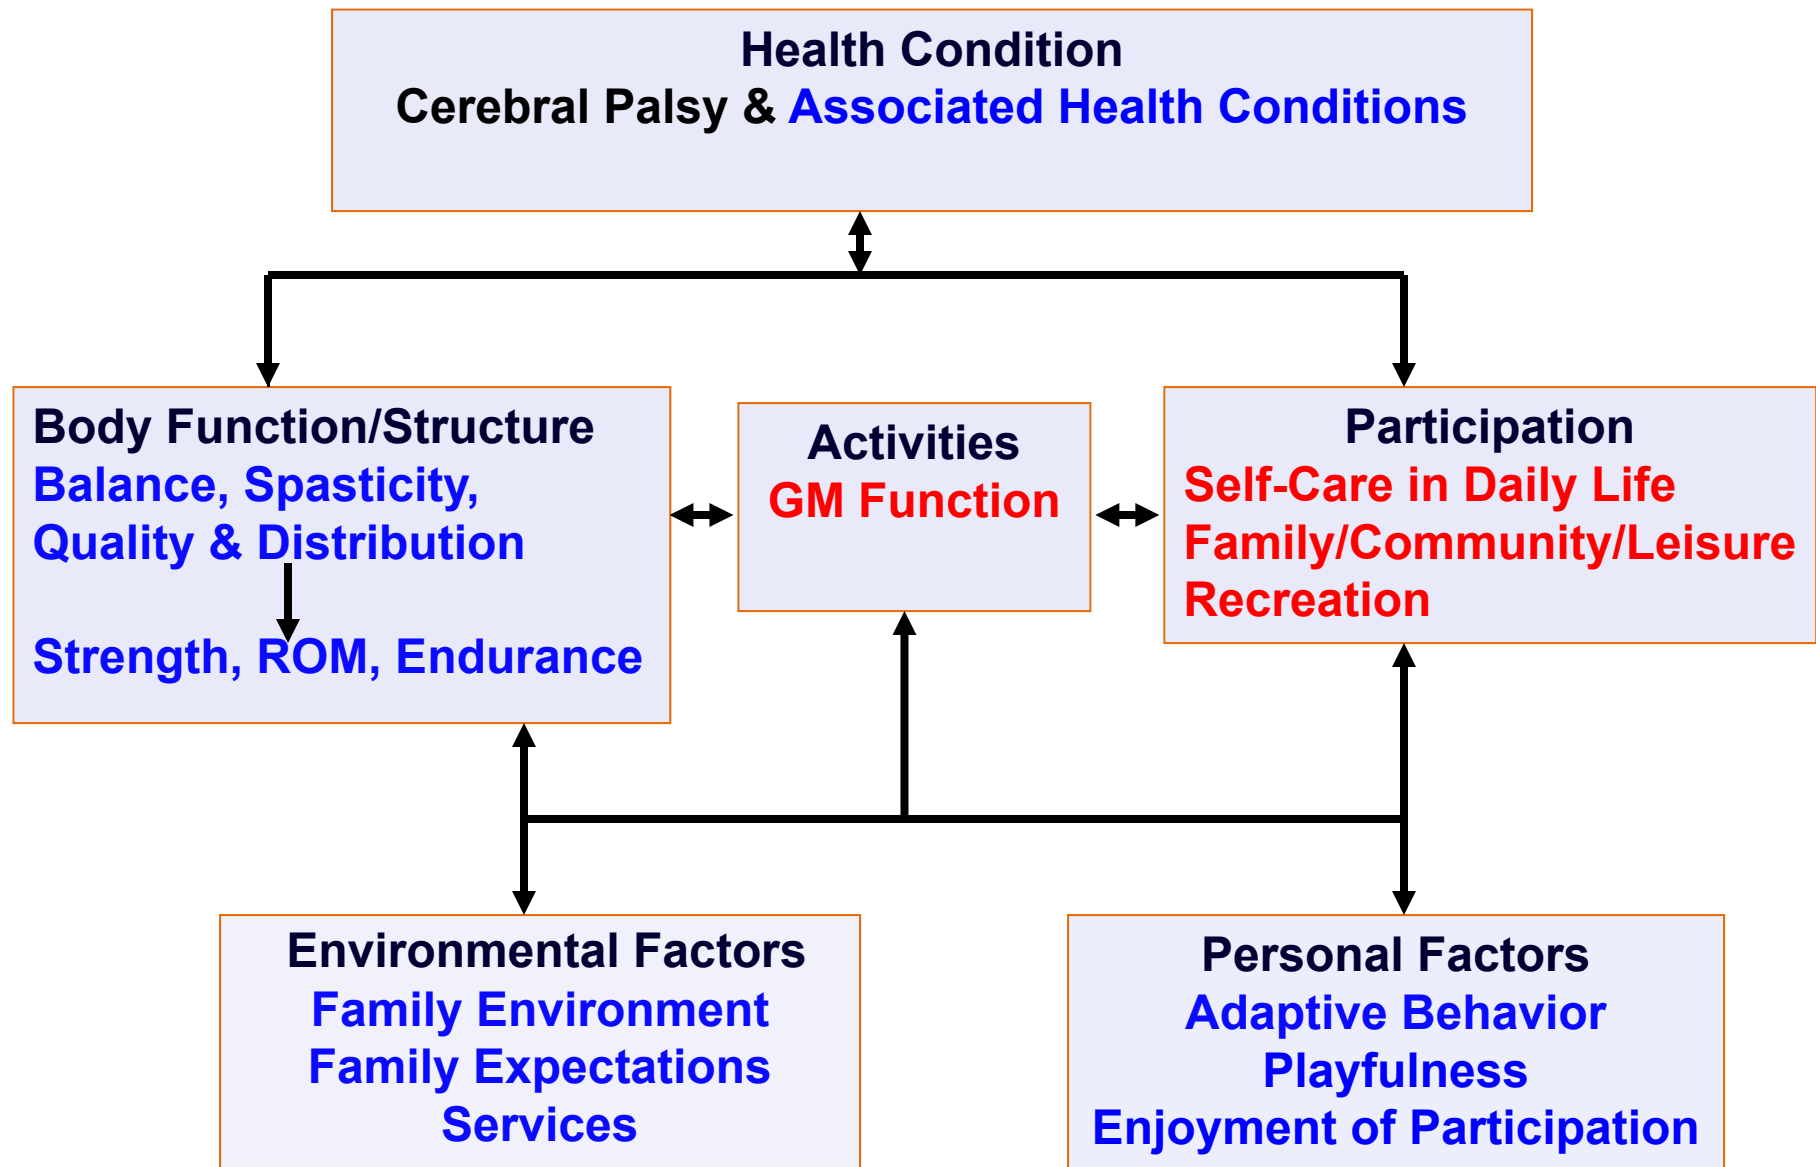 Health Condition
Cerebral Palsy & Associated Health Conditions
Body Function/Structure
Balance, Spasticity,
Quality & Distribution
Strength, ROM, Endurance
Activities
GM Function
Participation
Self-Care in Daily Life
Family/Community/Leisure
Recreation
Environmental Factors
Family Environment
Family Expectations
Services
Personal Factors
Adaptive Behavior
Playfulness
Enjoyment of Participation